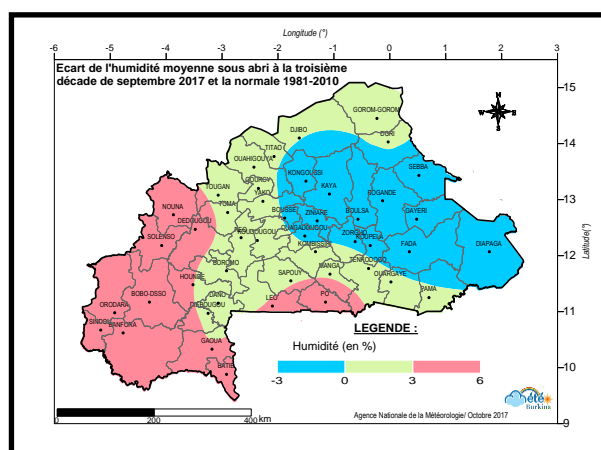 Longitude (°)
-6 -5 -4 -3 -2 -1 0 1 2 3
Ecart de l'humidité moyenne sous abri à la troisième
décade de septembre 2017 et la normale 1981-2010
15
GOROM-GOROM
DJIBO
DORI
14
TITAO
OUAHIGOUYA
KONGOUSSI
SEBBA
GOURCY
TOUGAN
KAYA
YAKO
BOGANDE
13
NOUNA
TOMA
BOUSSE
ZINIARE
BOULSA
GAYERI
DEDOUGOU
OUAGADOUGOU
ZORGHO
SOLENSO
KOUDOUGOU
KOUPELA
KOMBISSIRI
FADA
DIAPAGA
12
Latitude(°)
BOROMO
MANGA
TENKODOGO
SAPOUY
OUARGAYE
HOUNDE
PAMA
BOBO-DSSO
DANO
LEO
PO
ORODARA
DIEBOUGOU
11
SINDOU
BANFORA
LEGENDE :
GAOUA
Humidité (en %)
BATIE
-3 0 3 6
10
météo
Burkina
0 200 400
km
Agence Nationale de la Météorologie/ Octobre 2017
9